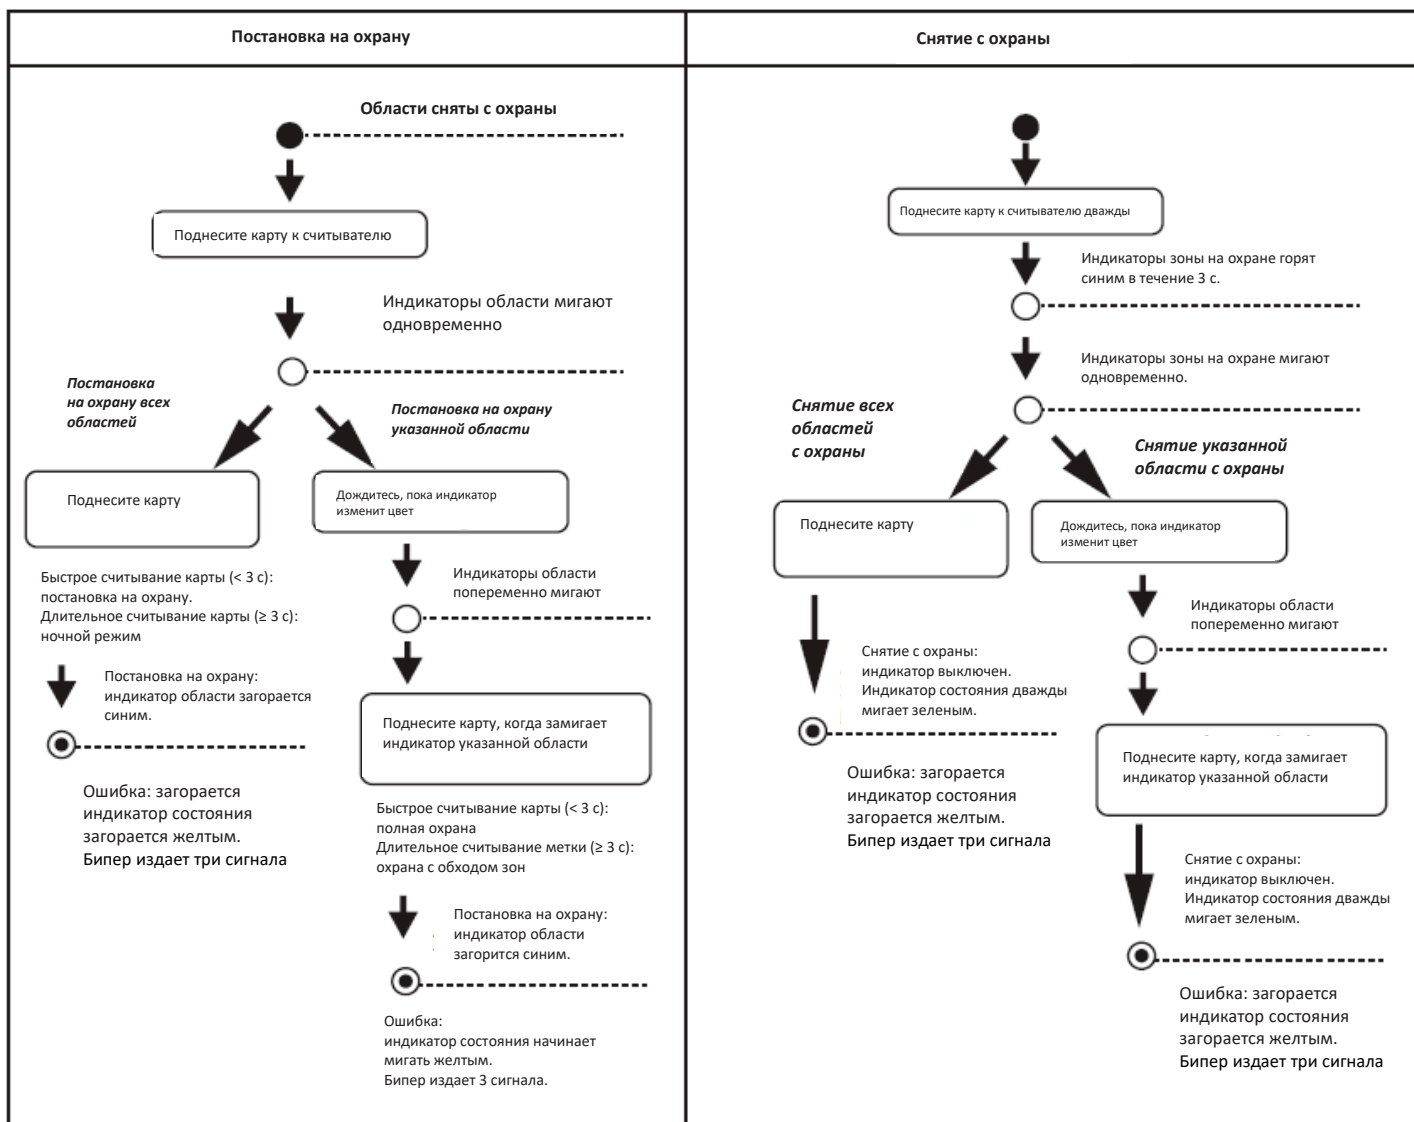 Постановка на охрану
Области сняты с охраны
Поднесите карту к считывателю
Индикаторы области мигают
одновременно
Постановка
на охрану всех
областей
Постановка на охрану
указанной области
Поднесите карту
Дождитесь, пока индикатор
изменит цвет
Быстрое считывание карты (< 3 с):
постановка на охрану.
Длительное считывание карты (≥ 3 с):
ночной режим
Индикаторы области
попеременно мигают
Постановка на охрану:
индикатор области загорается
синим.
Поднесите карту, когда замигает
индикатор указанной области
Ошибка: загорается
индикатор состояния
загорается желтым.
Бипер издает три сигнала
Быстрое считывание карты (< 3 с):
полная охрана
Длительное считывание метки (≥ 3 с):
охрана с обходом зон
Постановка на охрану:
индикатор области
загорится синим.
Ошибка:
индикатор состояния начинает
мигать желтым.
Бипер издает 3 сигнала.
Снятие с охраны
Поднесите карту к считывателю дважды
Индикаторы зоны на охране горят
синим в течение 3 с.
Индикаторы зоны на охране мигают
одновременно.
Снятие всех
областей
с охраны
Снятие указанной
области с охраны
Поднесите карту
Дождитесь, пока индикатор
изменит цвет
Индикаторы области
попеременно мигают
Снятие с охраны:
индикатор выключен.
Индикатор состояния дважды
мигает зеленым.
Поднесите карту, когда замигает
индикатор указанной области
Ошибка: загорается
индикатор состояния
загорается желтым.
Бипер издает три сигнала
Снятие с охраны:
индикатор выключен.
Индикатор состояния дважды
мигает зеленым.
Ошибка: загорается
индикатор состояния
загорается желтым.
Бипер издает три сигнала